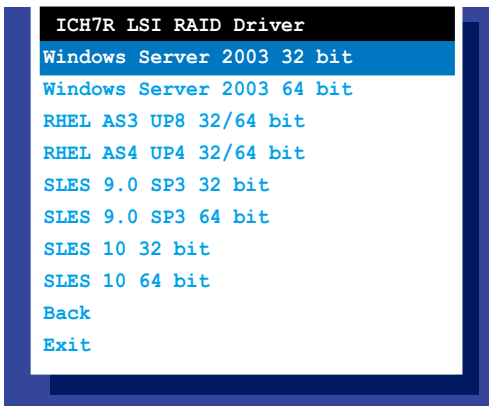 ICH7R LSI RAID Driver
Windows Server 2003 32 bit
Windows Server 2003 64 bit
RHEL AS3 UP8 32/64 bit
RHEL AS4 UP4 32/64 bit
SLES 9.0 SP3 32 bit
SLES 9.0 SP3 64 bit
SLES 10 32 bit
SLES 10 64 bit
Back
Exit